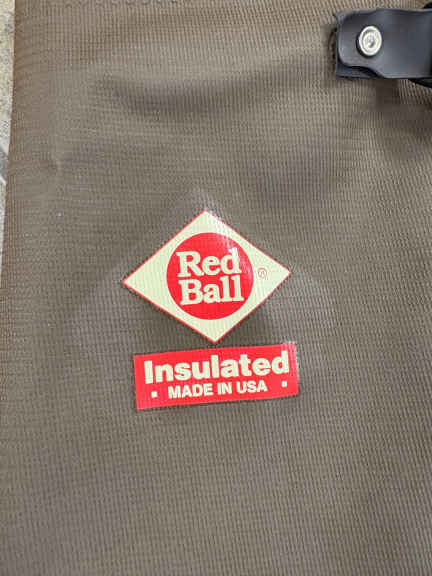 Red
Ball
®
Insulated
▪ MADE IN USA ▪